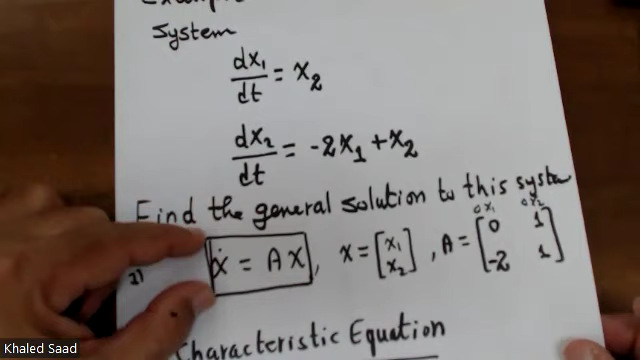 Example
System
dx₁/dt = x₂
dx₂/dt = -2x₁ + x₂
Find the general solution to this system
1) ẋ = Ax, x = [x₁ x₂], A = [0 1 -2 1]
Characteristic Equation
Khaled Saad